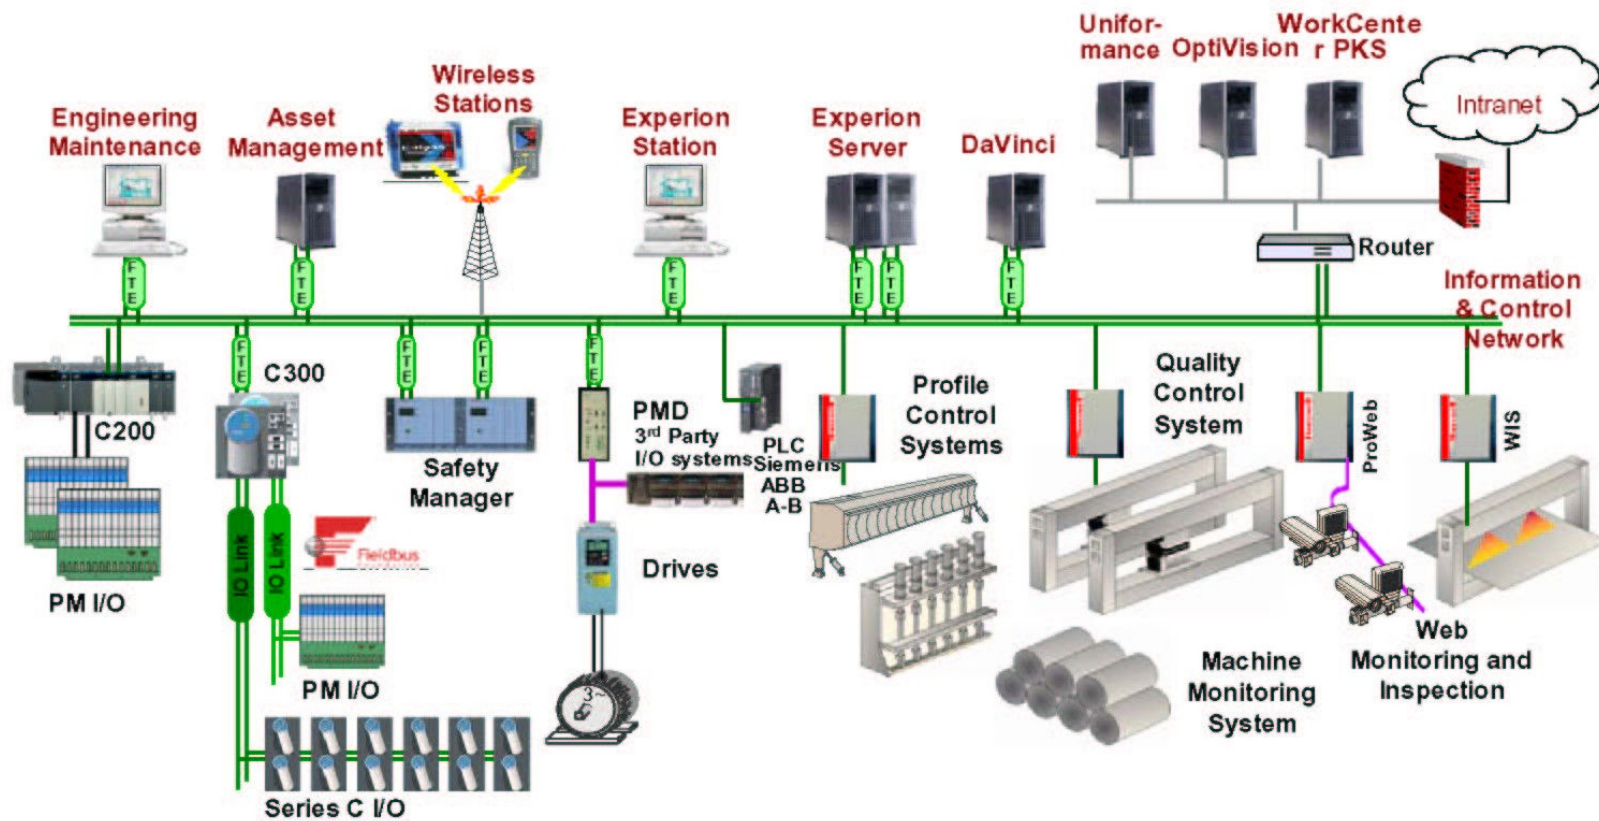 Unifor-
mance
OptiVision
WorkCente
r PKS
Intranet
Wireless
Stations
Engineering
Maintenance
Asset
Management
Experion
Station
Experion
Server
DaVinci
Router
FTE
FTE
FTE
FTE
FTE
FTE
Information
& Control
Network
FTE
C300
FTE
FTE
FTE
C200
PMD
3rd Party
I/O systems
PLC
Siemens
ABB
A-B
Profile
Control
Systems
Quality
Control
System
ProWeb
WIS
Safety
Manager
IO Link
IO Link
Fieldbus
Drives
PM I/O
PM I/O
3~
Series C I/O
Machine
Monitoring
System
Web
Monitoring and
Inspection